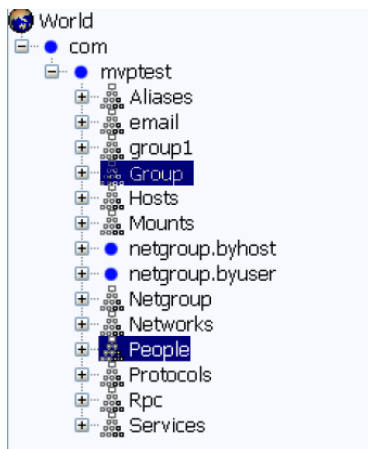 World
com
mvptest
Aliases
email
group1
Group
Hosts
Mounts
netgroup.byhost
netgroup.byuser
Netgroup
Networks
People
Protocols
Rpc
Services